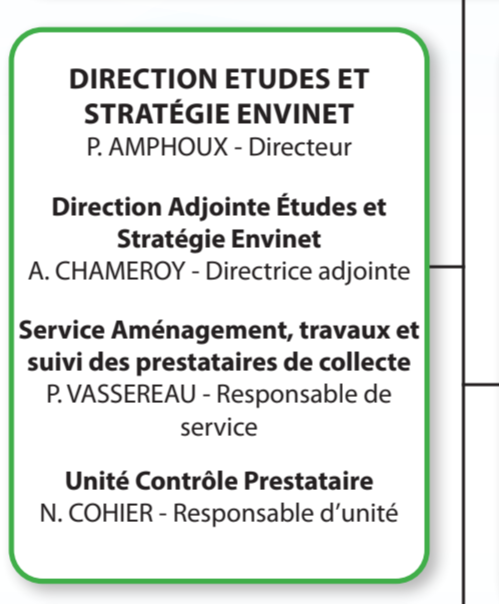 DIRECTION ETUDES ET
STRATÉGIE ENVINET
P. AMPHOUX - Directeur
Direction Adjointe Études et
Stratégie Envinet
A. CHAMEROY - Directrice adjointe
Service Aménagement, travaux et
suivi des prestataires de collecte
P. VASSEREAU - Responsable de
service
Unité Contrôle Prestataire
N. COHIER - Responsable d’unité